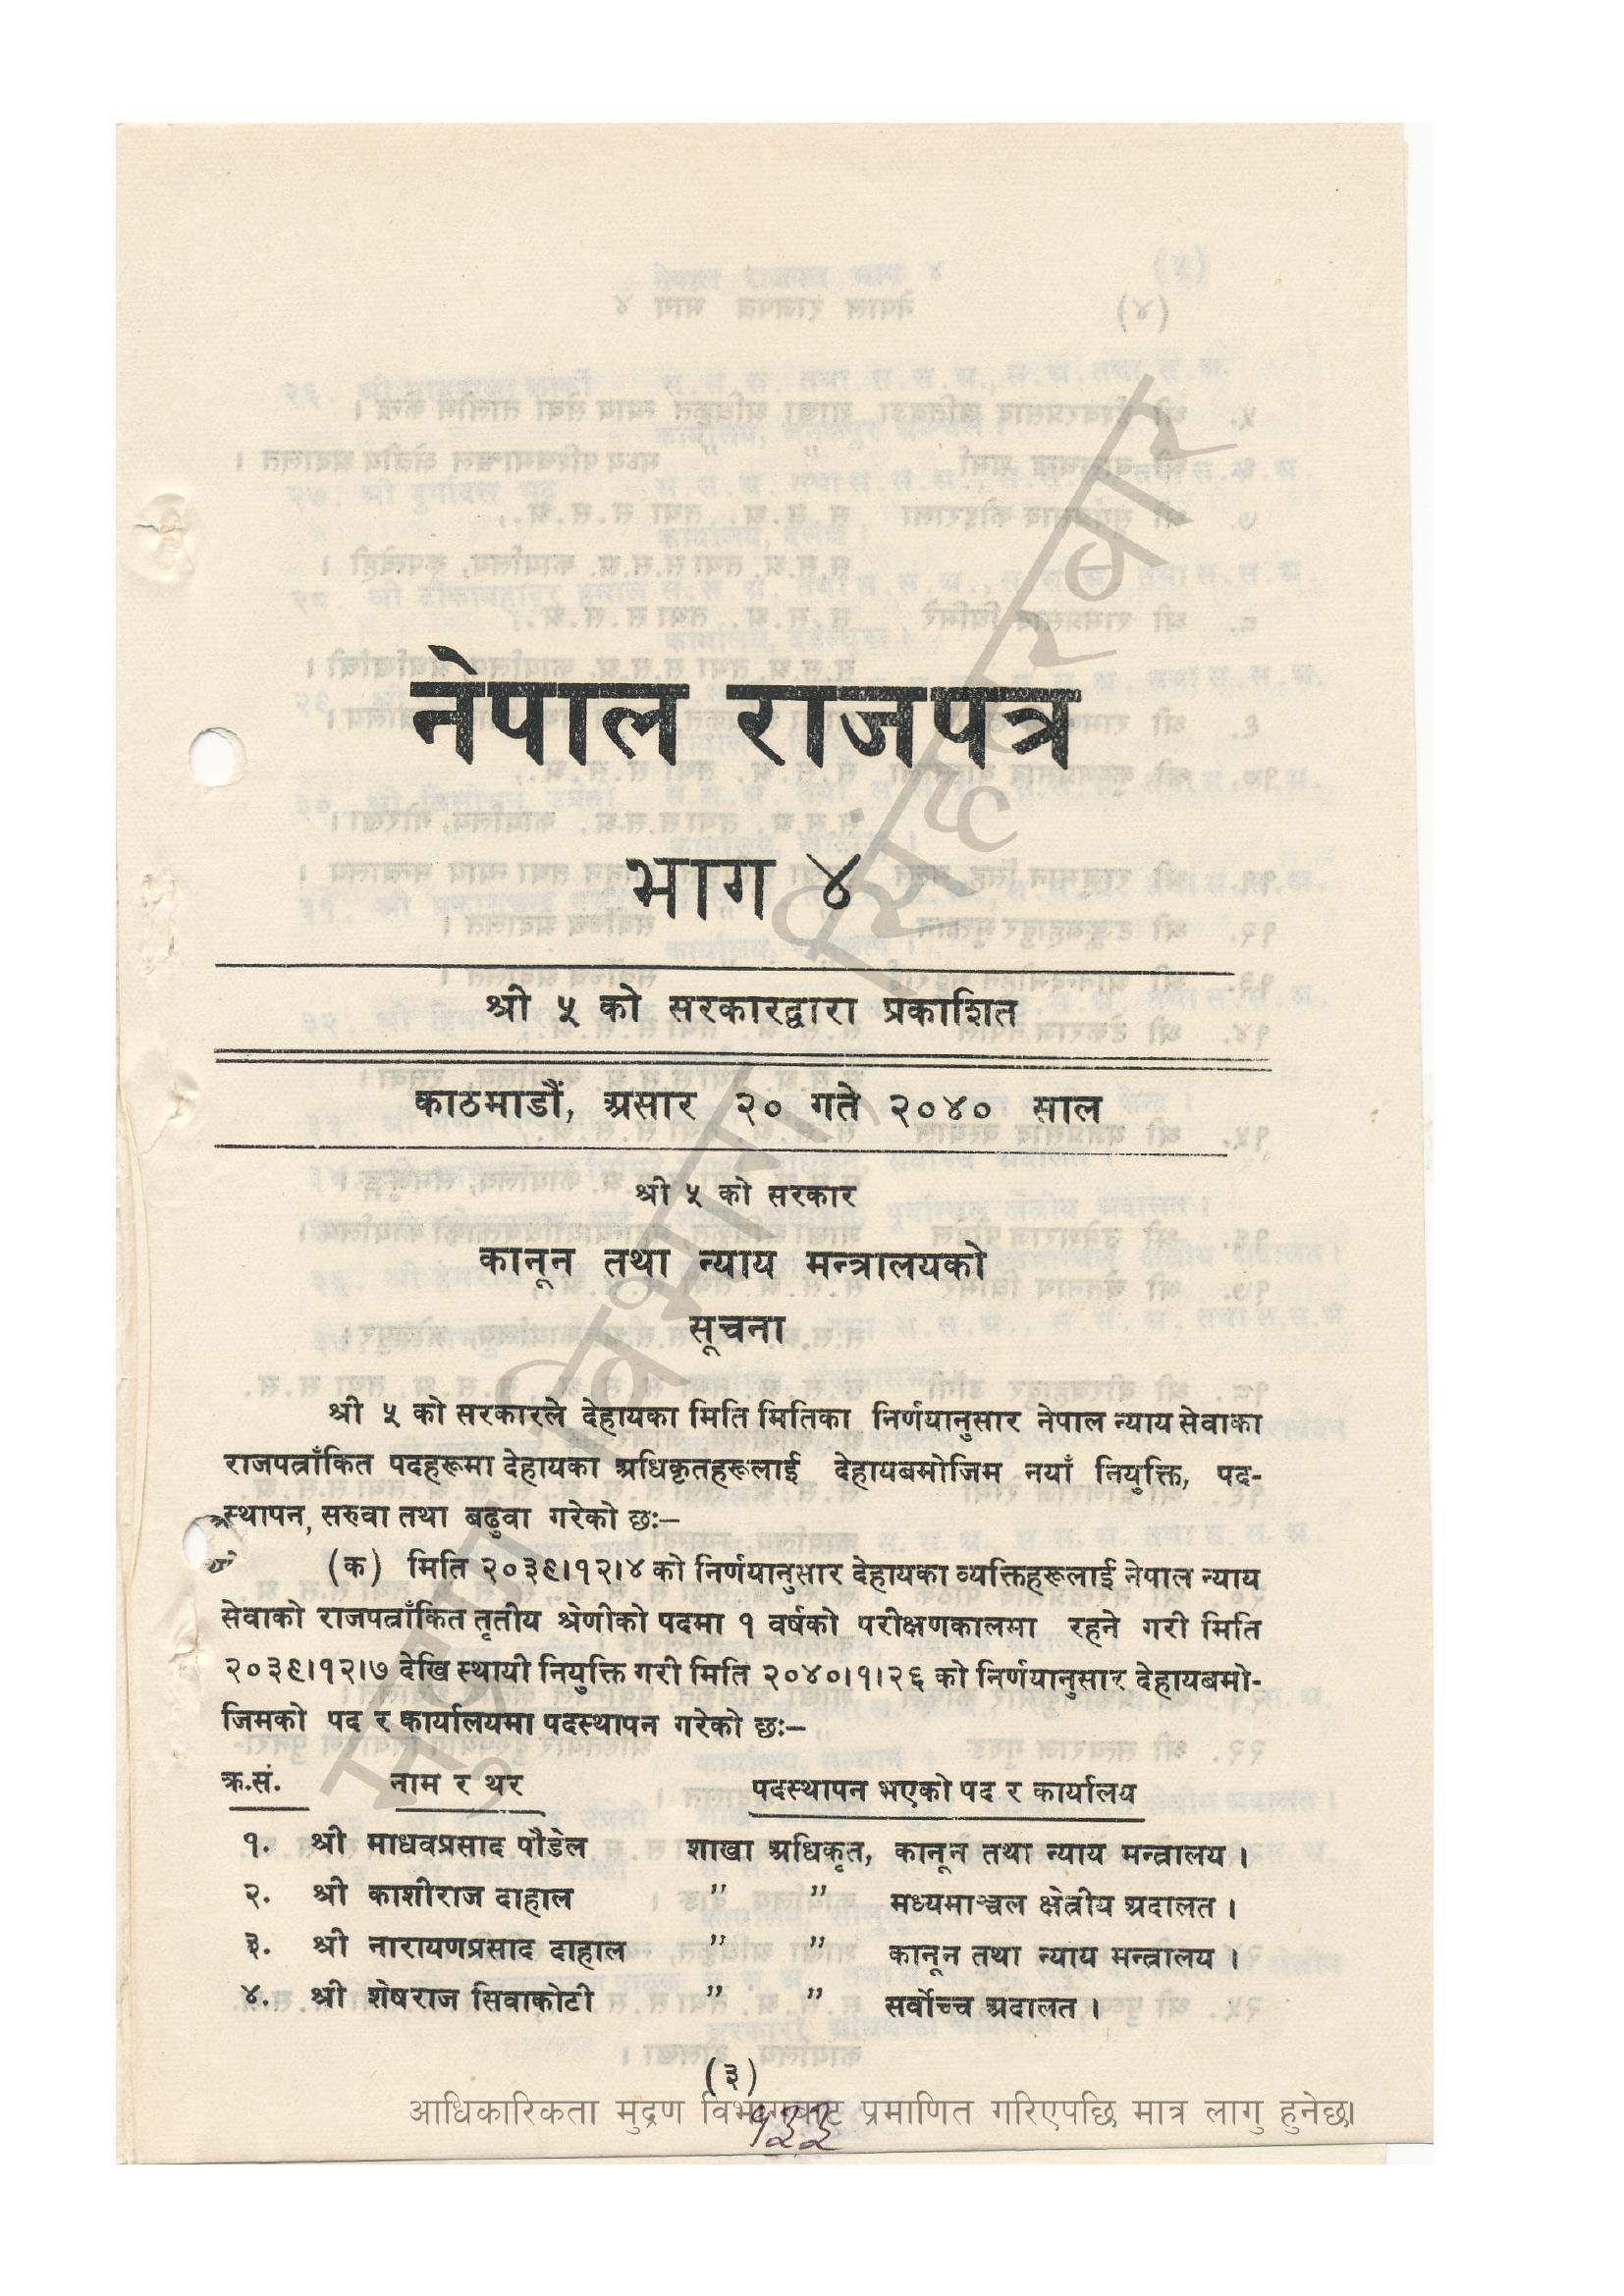 नेपाल राजपत्र
भाग ४
श्री ५ को सरकारद्वारा प्रकाशित
काठमाडौं, असार २० गते २०४० साल
श्री ५ को सरकार
कानून तथा न्याय मन्त्रालयको
सूचना
श्री ५ को सरकारले देहायका मिति मितिका निर्णयानुसार नेपाल न्याय सेवाका
राजपत्राँकित पदहरूमा देहायका अधिकृतहरूलाई देहायबमोजिम नयाँ नियुक्ति, पद-
स्थापन, सरुवा तथा बढुवा गरेको छः–
(क) मिति २०३९।१२।४ को निर्णयानुसार देहायका व्यक्तिहरूलाई नेपाल न्याय
सेवाको राजपत्राँकित तृतीय श्रेणीको पदमा १ वर्षको परीक्षणकालमा रहने गरी मिति
२०३९।१२।७ देखि स्थायी नियुक्ति गरी मिति २०४०।१।२६ को निर्णयानुसार देहायबमो-
जिमको पद र कार्यालयमा पदस्थापन गरेको छः–
क्र.सं. नाम र थर पदस्थापन भएको पद र कार्यालय
१. श्री माधवप्रसाद पौडेल शाखा अधिकृत, कानून तथा न्याय मन्त्रालय ।
२. श्री काशीराज दाहाल " " मध्यमाञ्चल क्षेत्रीय अदालत ।
३. श्री नारायणप्रसाद दाहाल " " कानून तथा न्याय मन्त्रालय ।
४. श्री शेषराज सिवाकोटी " " सर्वोच्च अदालत ।
(३)
आधिकारिकता मुद्रण विभागबाट प्रमाणित गरिएपछि मात्र लागु हुनेछ।
१३३
मुद्रण विभाग, सिंहदरबार